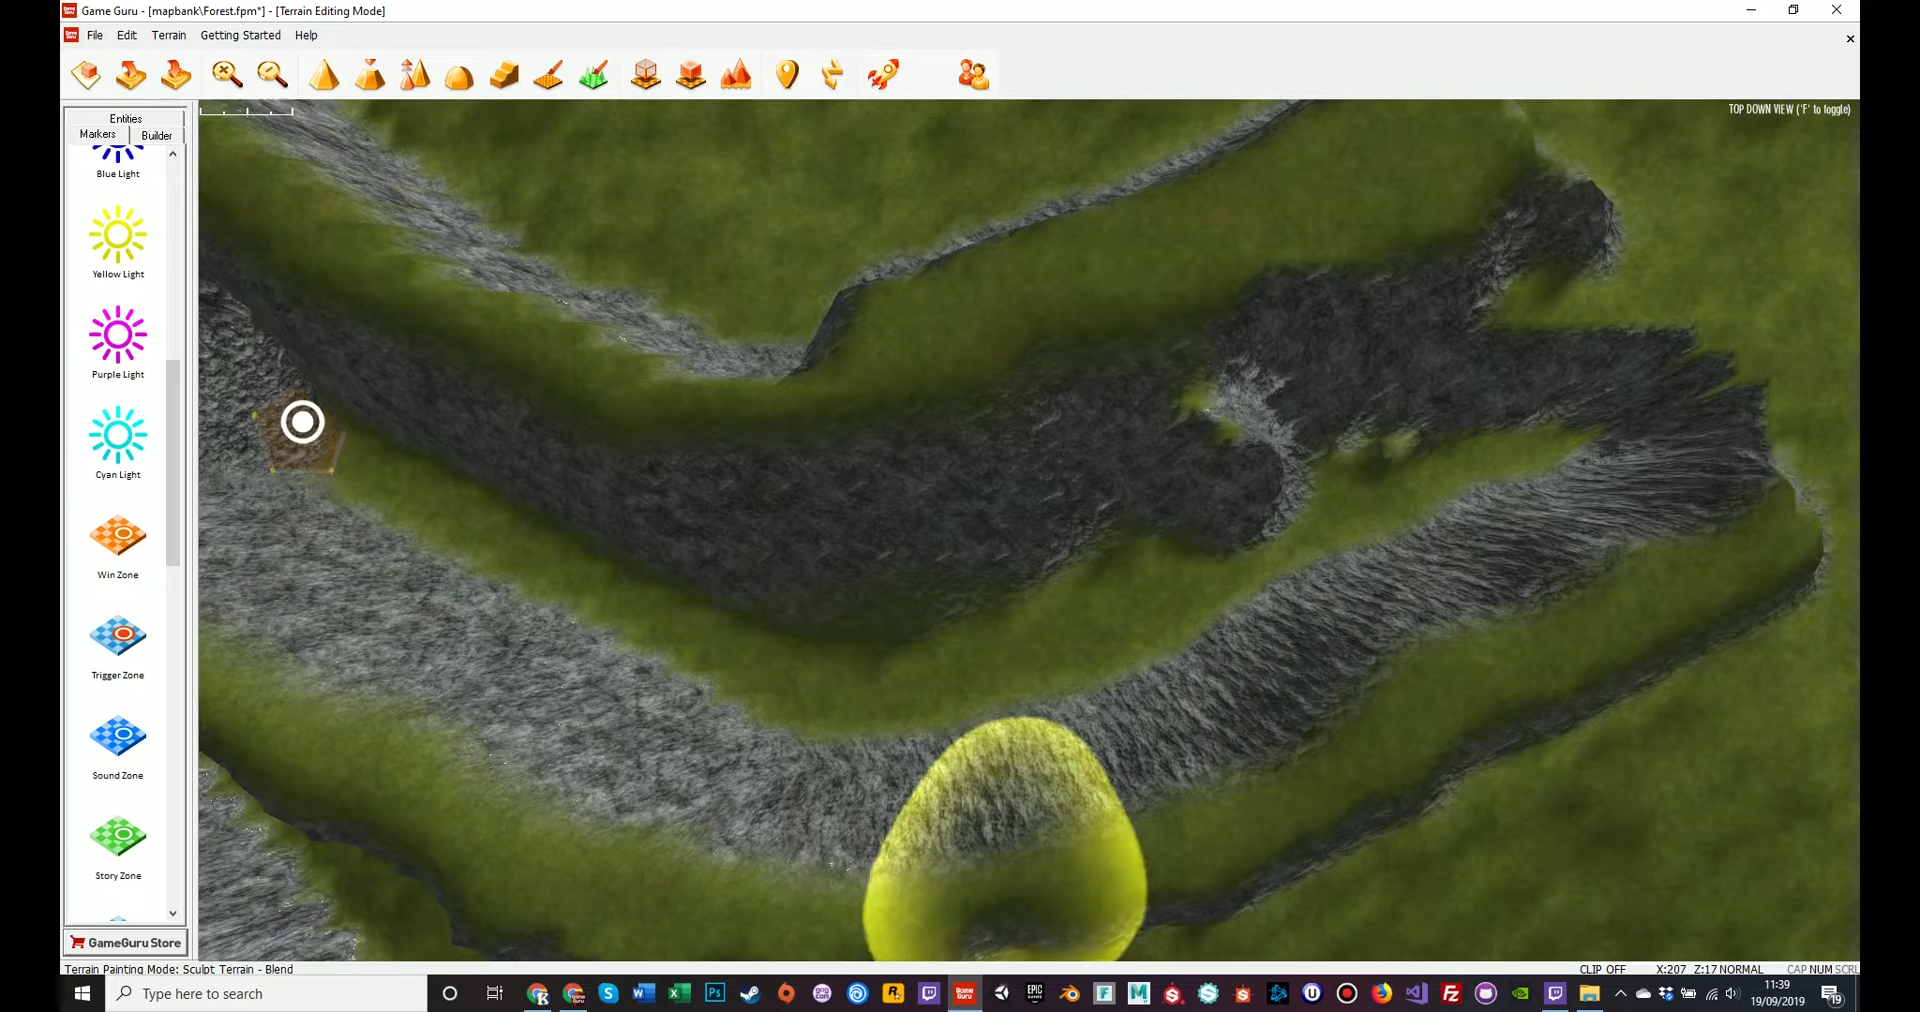 Game Guru - [mapbank\Forest.fpm*] - [Terrain Editing Mode]
File Edit Terrain Getting Started Help
TOP DOWN VIEW ('F' to toggle)
Entities
Markers Builder
Blue Light
Yellow Light
Purple Light
Cyan Light
Win Zone
Trigger Zone
Sound Zone
Story Zone
GameGuru Store
Terrain Painting Mode: Sculpt Terrain - Blend
CLIP OFF X:207 Z:17 NORMAL CAP NUM SCRL
Type here to search
11:39
19/09/2019
19